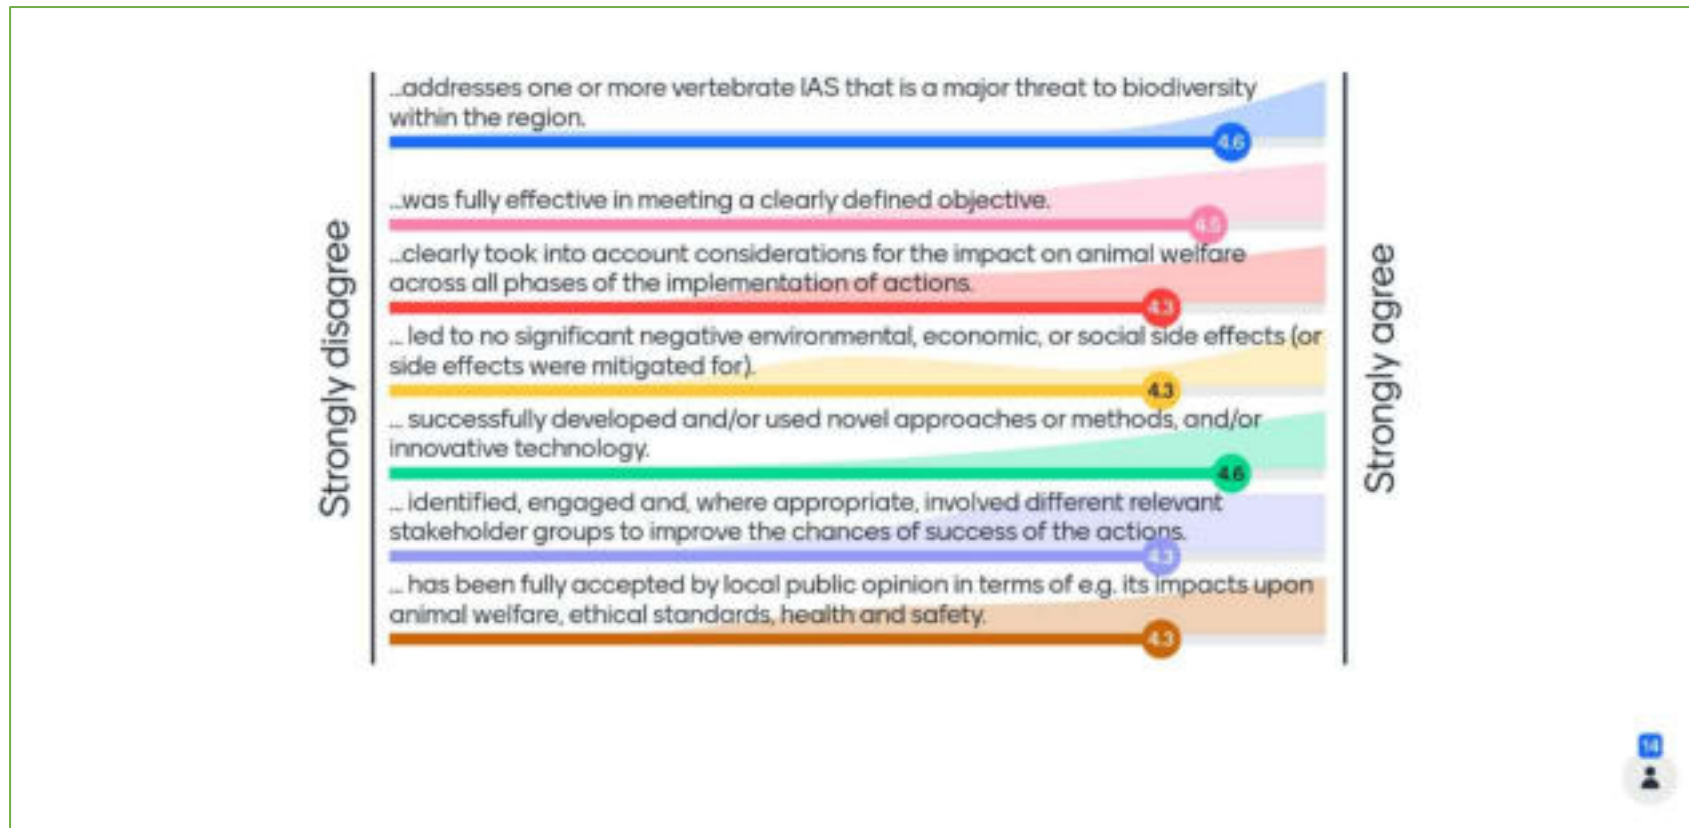 ...addresses one or more vertebrate IAS that is a major threat to biodiversity
within the region.
4.6
...was fully effective in meeting a clearly defined objective.
4.5
...clearly took into account considerations for the impact on animal welfare
across all phases of the implementation of actions.
4.3
... led to no significant negative environmental, economic, or social side effects (or
side effects were mitigated for).
4.3
... successfully developed and/or used novel approaches or methods, and/or
innovative technology.
4.6
... identified, engaged and, where appropriate, involved different relevant
stakeholder groups to improve the chances of success of the actions.
4.3
... has been fully accepted by local public opinion in terms of e.g. its impacts upon
animal welfare, ethical standards, health and safety.
4.3
Strongly disagree
Strongly agree
14